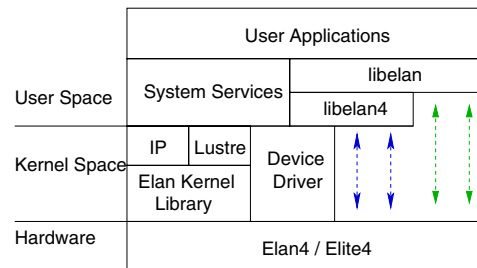 User Applications
User Space
System Services
libelan
libelan4
Kernel Space
IP
Lustre
Device
Driver
Elan Kernel
Library
Hardware
Elan4 / Elite4